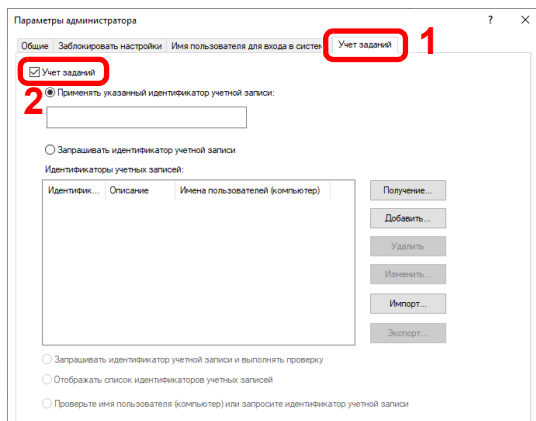 Параметры администратора ? ×
Общие Заблокировать настройки Имя пользователя для входа в систем Учет заданий 1
Учет заданий
2 Применять указанный идентификатор учетной записи:
Запрашивать идентификатор учетной записи
Идентификаторы учетных записей:
Идентифик... Описание Имена пользователей (компьютер) Получение...
Добавить...
Удалить
Изменить...
Импорт...
Экспорт...
Запрашивать идентификатор учетной записи и выполнять проверку
Отображать список идентификаторов учетных записей
Проверьте имя пользователя (компьютер) или запросите идентификатор учетной записи